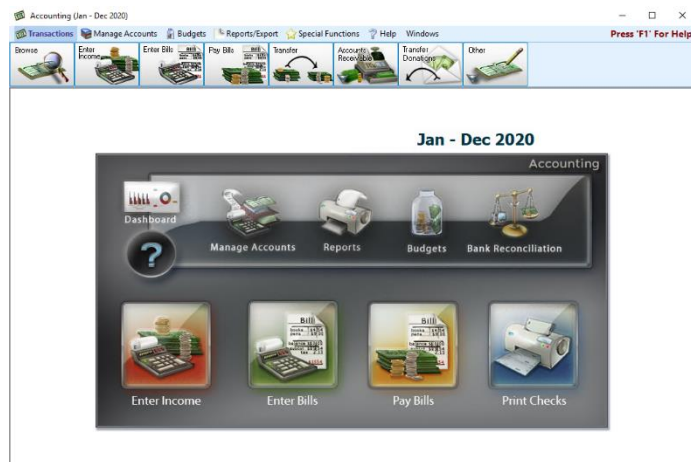 Accounting (Jan - Dec 2020)
Transactions Manage Accounts Budgets Reports/Export Special Functions Help Windows Press 'F1' For Help
Browse
Enter Income
Enter Bills
Pay Bills
Transfer
Accounts Receivable
Transfer Donations
Other
Jan - Dec 2020
Accounting
Dashboard
Manage Accounts Reports Budgets Bank Reconciliation
?
Bill
Bill
Enter Income Enter Bills Pay Bills Print Checks